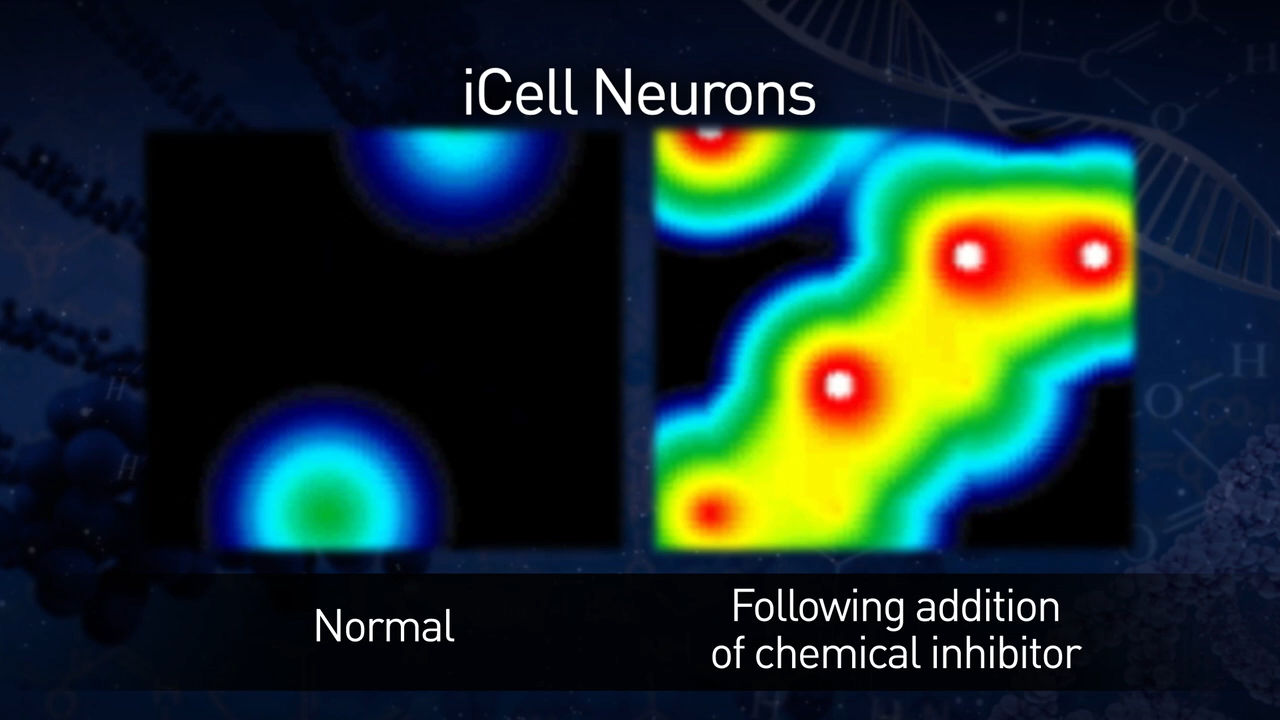 iCell Neurons
Normal
Following addition
of chemical inhibitor